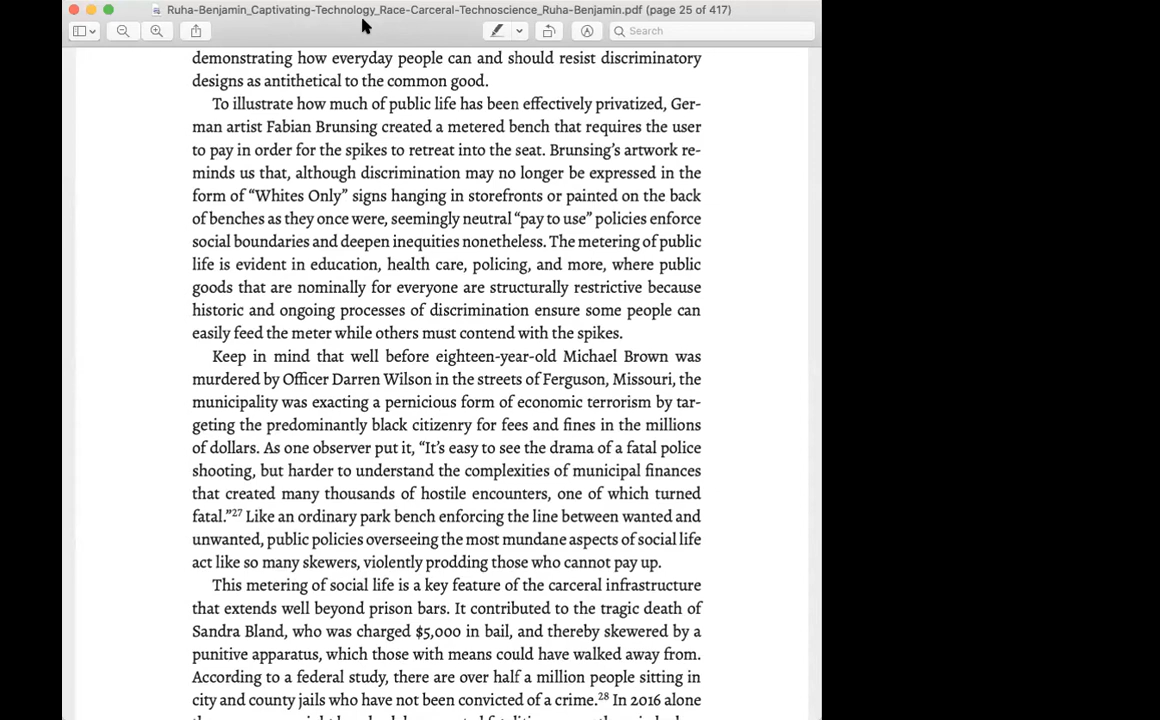 Ruha-Benjamin_Captivating-Technology_Race-Carceral-Technoscience_Ruha-Benjamin.pdf (page 25 of 417)
Search
demonstrating how everyday people can and should resist discriminatory
designs as antithetical to the common good.
To illustrate how much of public life has been effectively privatized, Ger-
man artist Fabian Brunsing created a metered bench that requires the user
to pay in order for the spikes to retreat into the seat. Brunsing’s artwork re-
minds us that, although discrimination may no longer be expressed in the
form of “Whites Only” signs hanging in storefronts or painted on the back
of benches as they once were, seemingly neutral “pay to use” policies enforce
social boundaries and deepen inequities nonetheless. The metering of public
life is evident in education, health care, policing, and more, where public
goods that are nominally for everyone are structurally restrictive because
historic and ongoing processes of discrimination ensure some people can
easily feed the meter while others must contend with the spikes.
Keep in mind that well before eighteen-year-old Michael Brown was
murdered by Officer Darren Wilson in the streets of Ferguson, Missouri, the
municipality was exacting a pernicious form of economic terrorism by tar-
geting the predominantly black citizenry for fees and fines in the millions
of dollars. As one observer put it, “It’s easy to see the drama of a fatal police
shooting, but harder to understand the complexities of municipal finances
that created many thousands of hostile encounters, one of which turned
fatal.”27 Like an ordinary park bench enforcing the line between wanted and
unwanted, public policies overseeing the most mundane aspects of social life
act like so many skewers, violently prodding those who cannot pay up.
This metering of social life is a key feature of the carceral infrastructure
that extends well beyond prison bars. It contributed to the tragic death of
Sandra Bland, who was charged $5,000 in bail, and thereby skewered by a
punitive apparatus, which those with means could have walked away from.
According to a federal study, there are over half a million people sitting in
city and county jails who have not been convicted of a crime.28 In 2016 alone